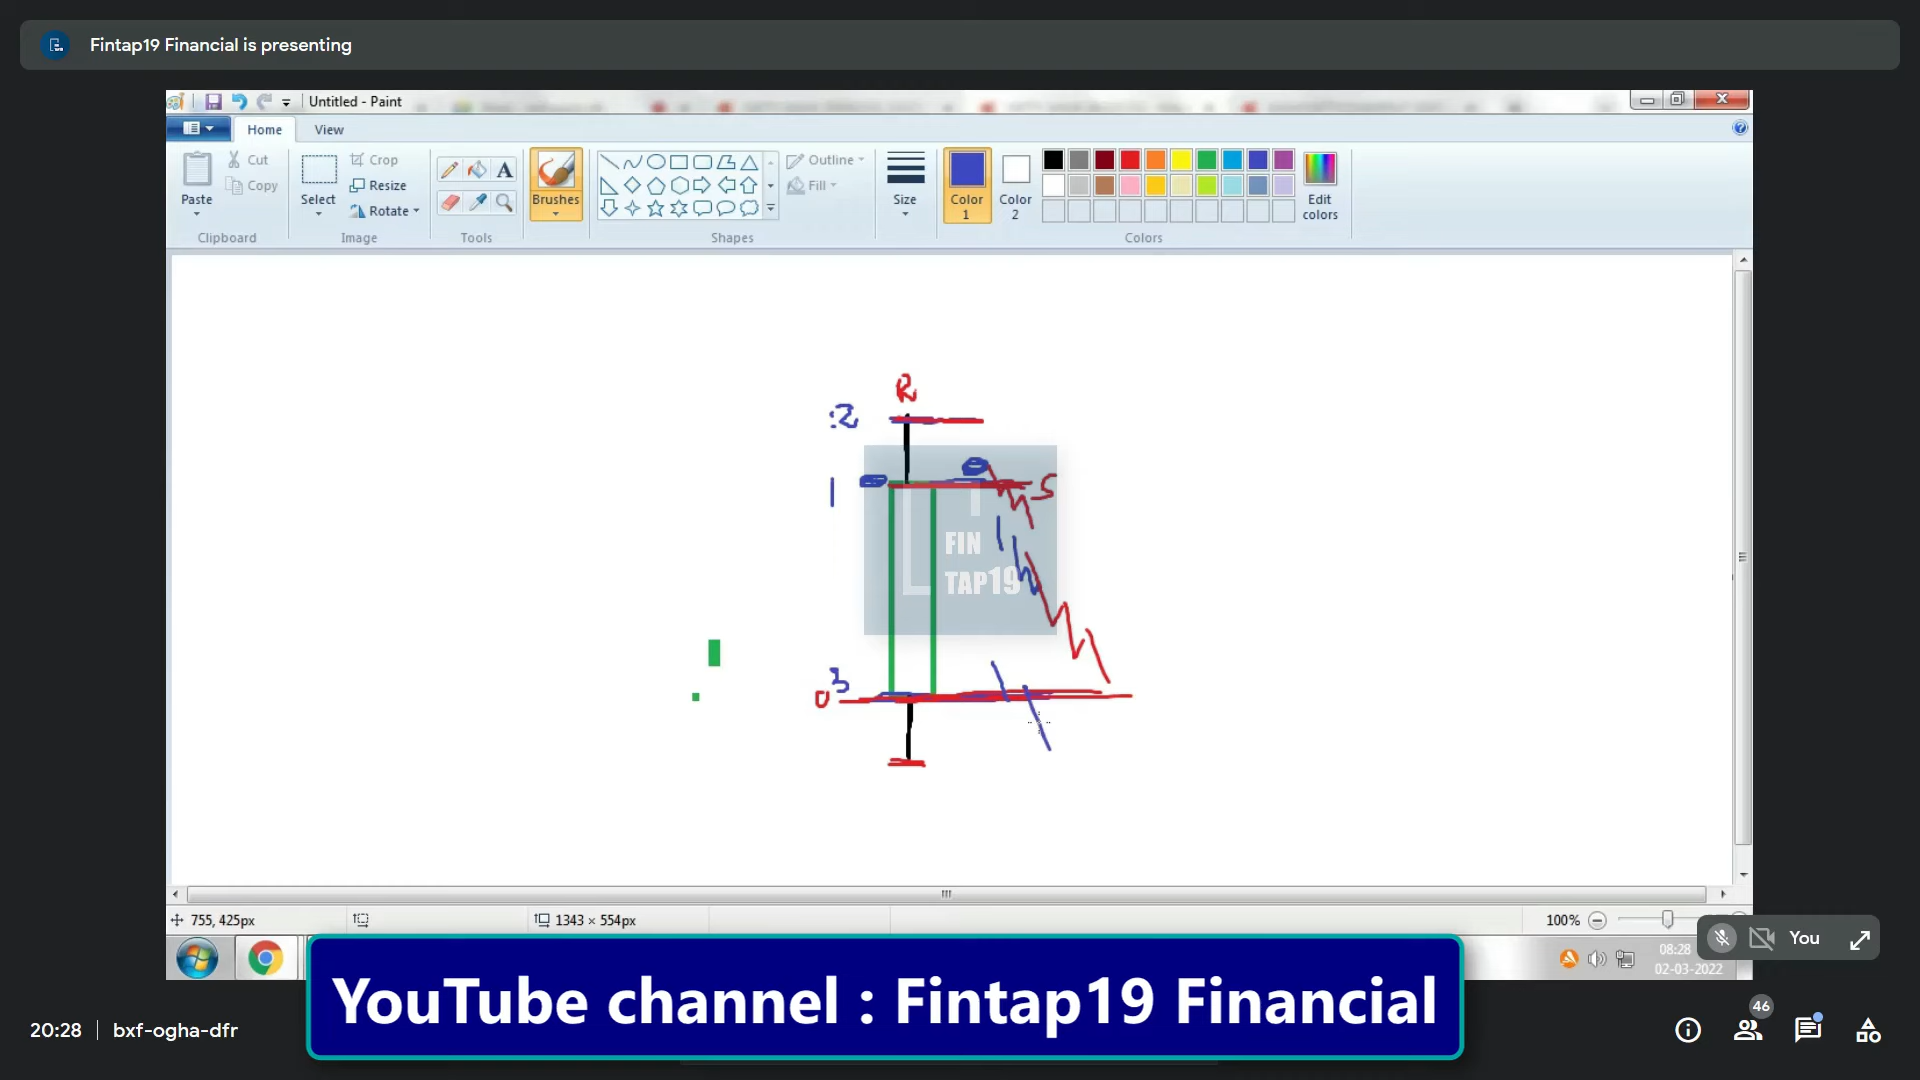 Fintap19 Financial is presenting
Untitled - Paint
Home View
Cut
Copy
Paste
Clipboard
Crop
Resize
Rotate
Select
Image
A
Tools
Brushes
Outline
Fill
Shapes
Size
Color 1
Color 2
Edit colors
Colors
R
2
1
S
FIN
TAP19
3
0
755, 425px
1343 × 554px
100%
You
08:28
02-03-2022
YouTube channel : Fintap19 Financial
46
20:28 | bxf-ogha-dfr